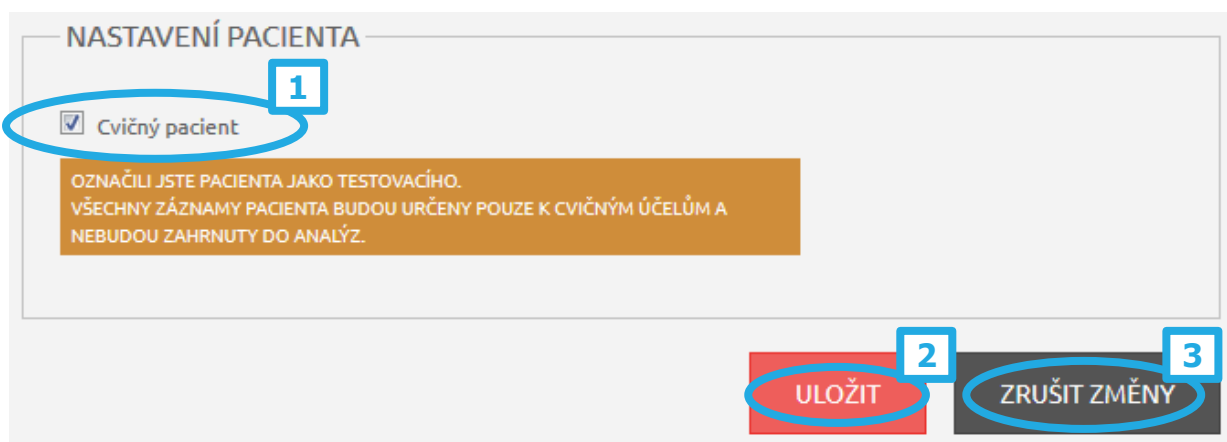 NASTAVENÍ PACIENTA
1
Cvičný pacient
OZNAČILI JSTE PACIENTA JAKO TESTOVACÍHO.
VŠECHNY ZÁZNAMY PACIENTA BUDOU URČENY POUZE K CVIČNÝM ÚČELŮM A
NEBUDOU ZAHRNUTY DO ANALÝZ.
2
3
ULOŽIT
ZRUŠIT ZMĚNY